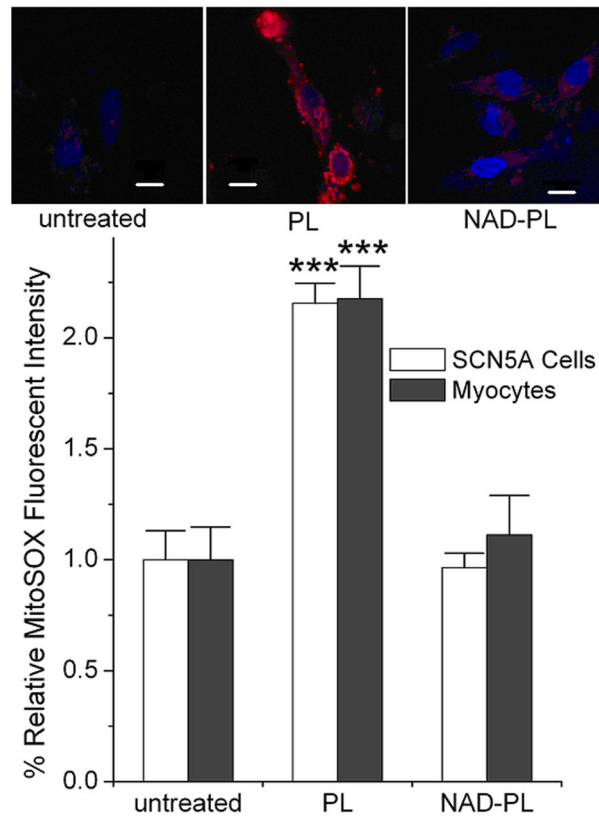 untreated PL NAD-PL
% Relative MitoSOX Fluorescent Intensity
*** ***
SCN5A Cells
Myocytes
2.0
1.5
1.0
0.5
0.0
untreated PL NAD-PL